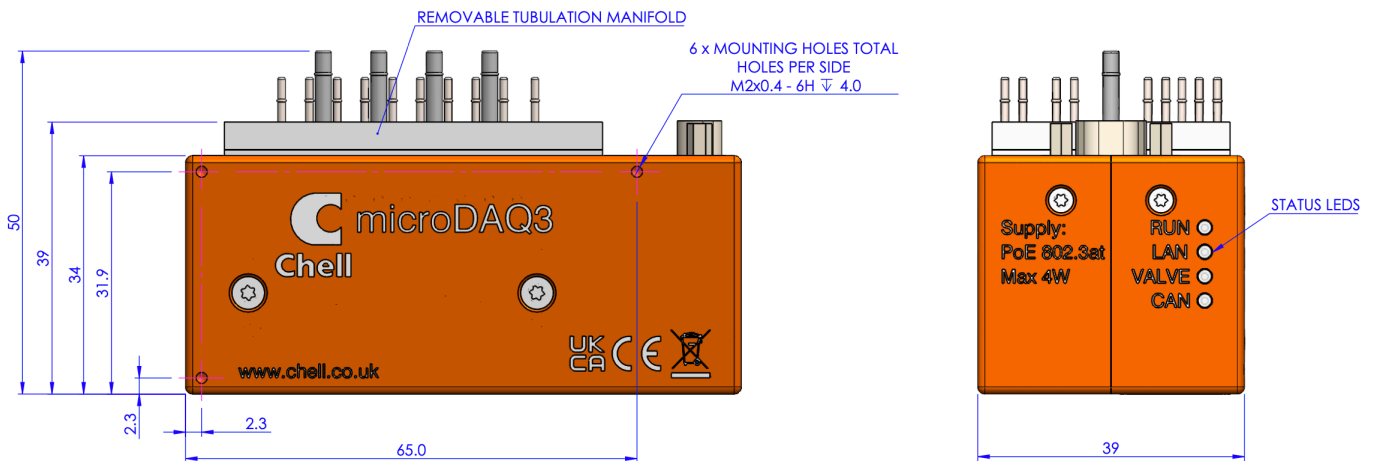 REMOVABLE TUBULATION MANIFOLD
6 x MOUNTING HOLES TOTAL
HOLES PER SIDE
M2x0.4 - 6H ↧ 4.0
50
39
34
31.9
2.3
2.3
65.0
microDAQ3
Chell
www.chell.co.uk
UK
CA
CE
Supply:
PoE 802.3at
Max 4W
RUN
LAN
VALVE
CAN
STATUS LEDS
39